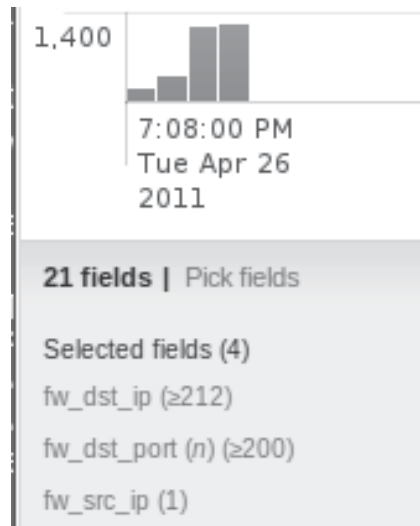 1,400
7:08:00 PM
Tue Apr 26
2011
21 fields | Pick fields
Selected fields (4)
fw_dst_ip (≥212)
fw_dst_port (n) (≥200)
fw_src_ip (1)